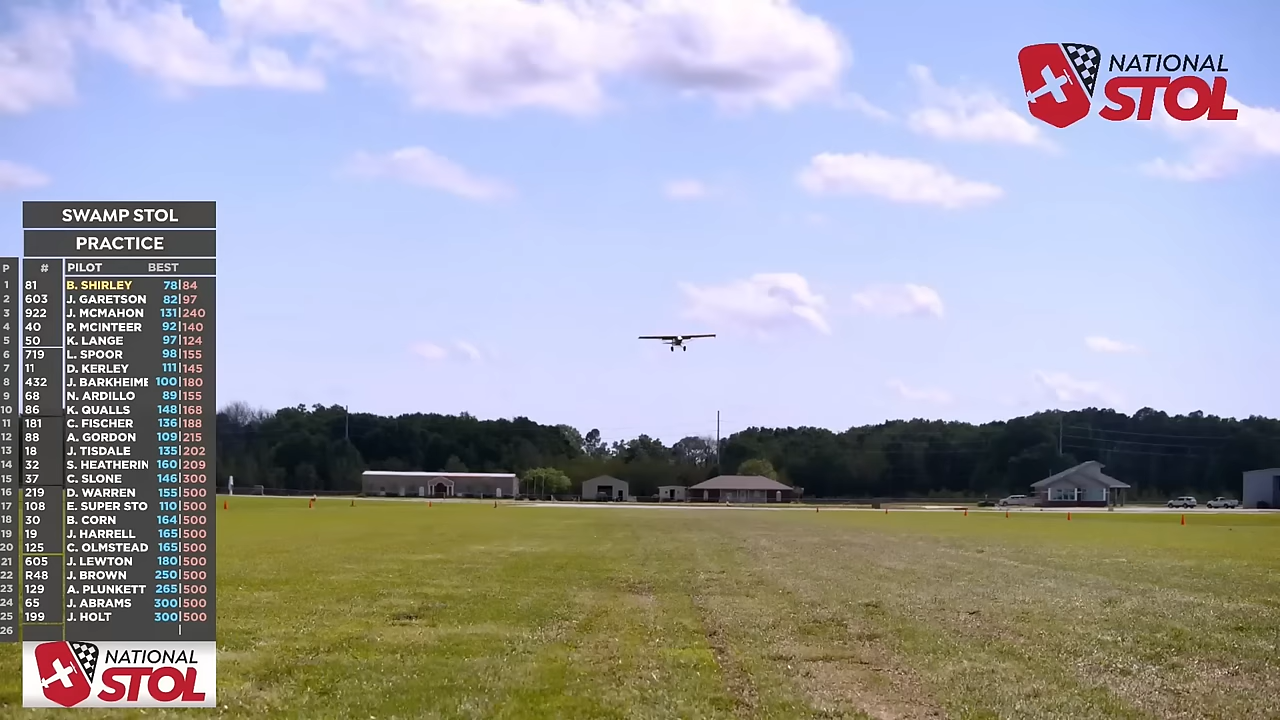 NATIONAL
STOL
SWAMP STOL
PRACTICE
P # PILOT BEST
1 81 B. SHIRLEY 78|84
2 603 J. GARETSON 82|97
3 922 J. MCMAHON 131|240
4 40 P. MCINTEER 92|140
5 50 K. LANGE 97|124
6 719 L. SPOOR 98|155
7 11 D. KERLEY 111|145
8 432 J. BARKHEIME 100|180
9 68 N. ARDILLO 89|155
10 86 K. QUALLS 148|168
11 181 C. FISCHER 136|188
12 88 A. GORDON 109|215
13 18 J. TISDALE 135|202
14 32 S. HEATHERIN 160|209
15 37 C. SLONE 146|300
16 219 D. WARREN 155|500
17 108 E. SUPER STO 110|500
18 30 B. CORN 164|500
19 19 J. HARRELL 165|500
20 125 C. OLMSTEAD 165|500
21 605 J. LEWTON 180|500
22 R48 J. BROWN 250|500
23 129 A. PLUNKETT 265|500
24 65 J. ABRAMS 300|500
25 199 J. HOLT 300|500
26 |
NATIONAL
STOL